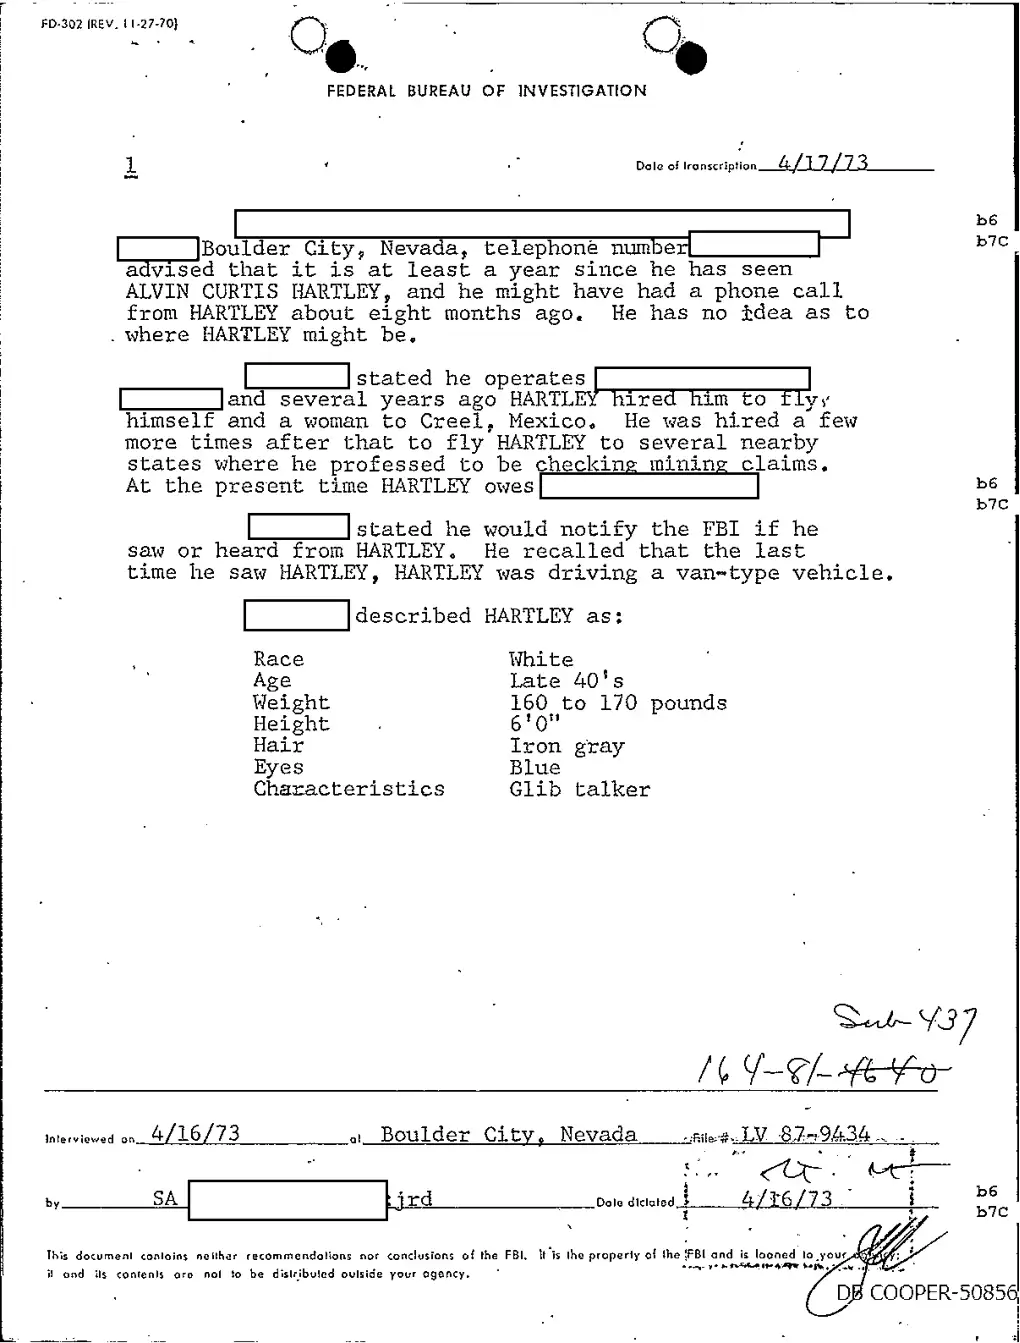 FD-302 (REV. 11-27-70)
FEDERAL BUREAU OF INVESTIGATION
1
Date of transcription 4/17/73
b6
b7C
Boulder City, Nevada, telephone number
advised that it is at least a year since he has seen
ALVIN CURTIS HARTLEY, and he might have had a phone call
from HARTLEY about eight months ago. He has no idea as to
where HARTLEY might be.
stated he operates
and several years ago HARTLEY hired him to fly
himself and a woman to Creel, Mexico. He was hired a few
more times after that to fly HARTLEY to several nearby
states where he professed to be checking mining claims.
At the present time HARTLEY owes
b6
b7C
stated he would notify the FBI if he
saw or heard from HARTLEY. He recalled that the last
time he saw HARTLEY, HARTLEY was driving a van-type vehicle.
described HARTLEY as:
Race White
Age Late 40's
Weight 160 to 170 pounds
Height 6'0"
Hair Iron gray
Eyes Blue
Characteristics Glib talker
Sub 437
164-81-4640
Interviewed on 4/16/73 at Boulder City, Nevada File # LV 87-9434
by SA :jrd Date dictated 4/16/73
b6
b7C
This document contains neither recommendations nor conclusions of the FBI. It is the property of the FBI and is loaned to your agency;
it and its contents are not to be distributed outside your agency.
DB COOPER-50856